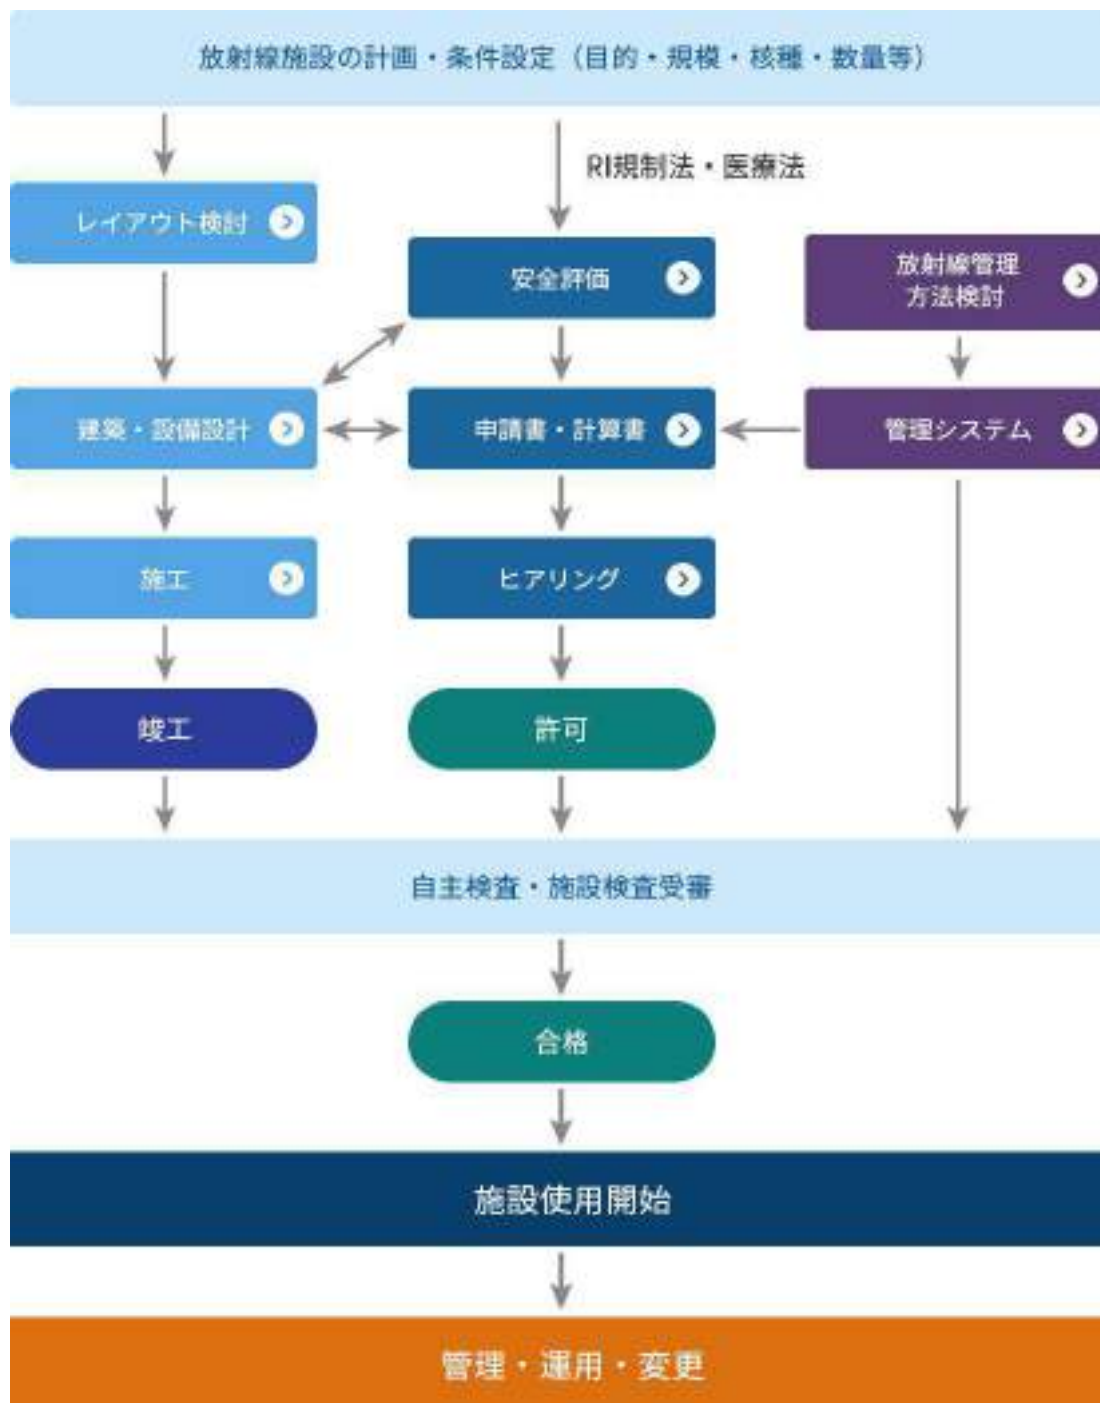 放射線施設の計画・条件設定（目的・規模・核種・数量等）
RI規制法・医療法
レイアウト検討
安全評価
放射線管理
方法検討
建築・設備設計
申請書・計算書
管理システム
施工
ヒアリング
竣工
許可
自主検査・施設検査受審
合格
施設使用開始
管理・運用・変更